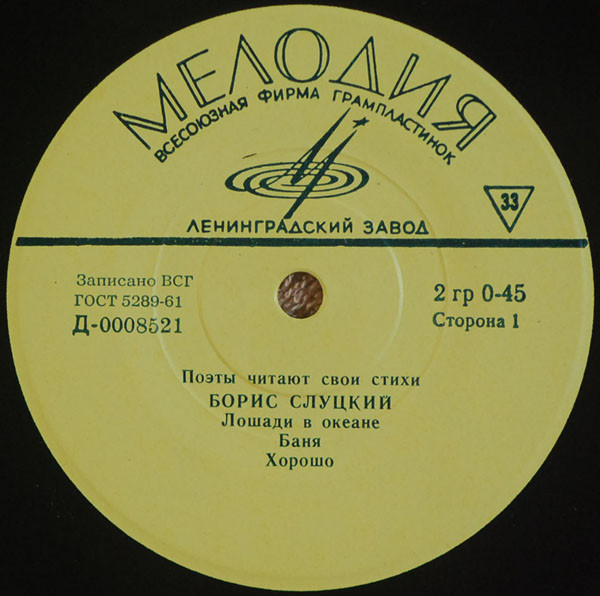 МЕЛОДИЯ
ВСЕСОЮЗНАЯ ФИРМА ГРАМПЛАСТИНОК
ЛЕНИНГРАДСКИЙ ЗАВОД
33
Записано ВСГ
ГОСТ 5289-61
Д-0008521
2 гр 0-45
Сторона 1
Поэты читают свои стихи
БОРИС СЛУЦКИЙ
Лошади в океане
Баня
Хорошо